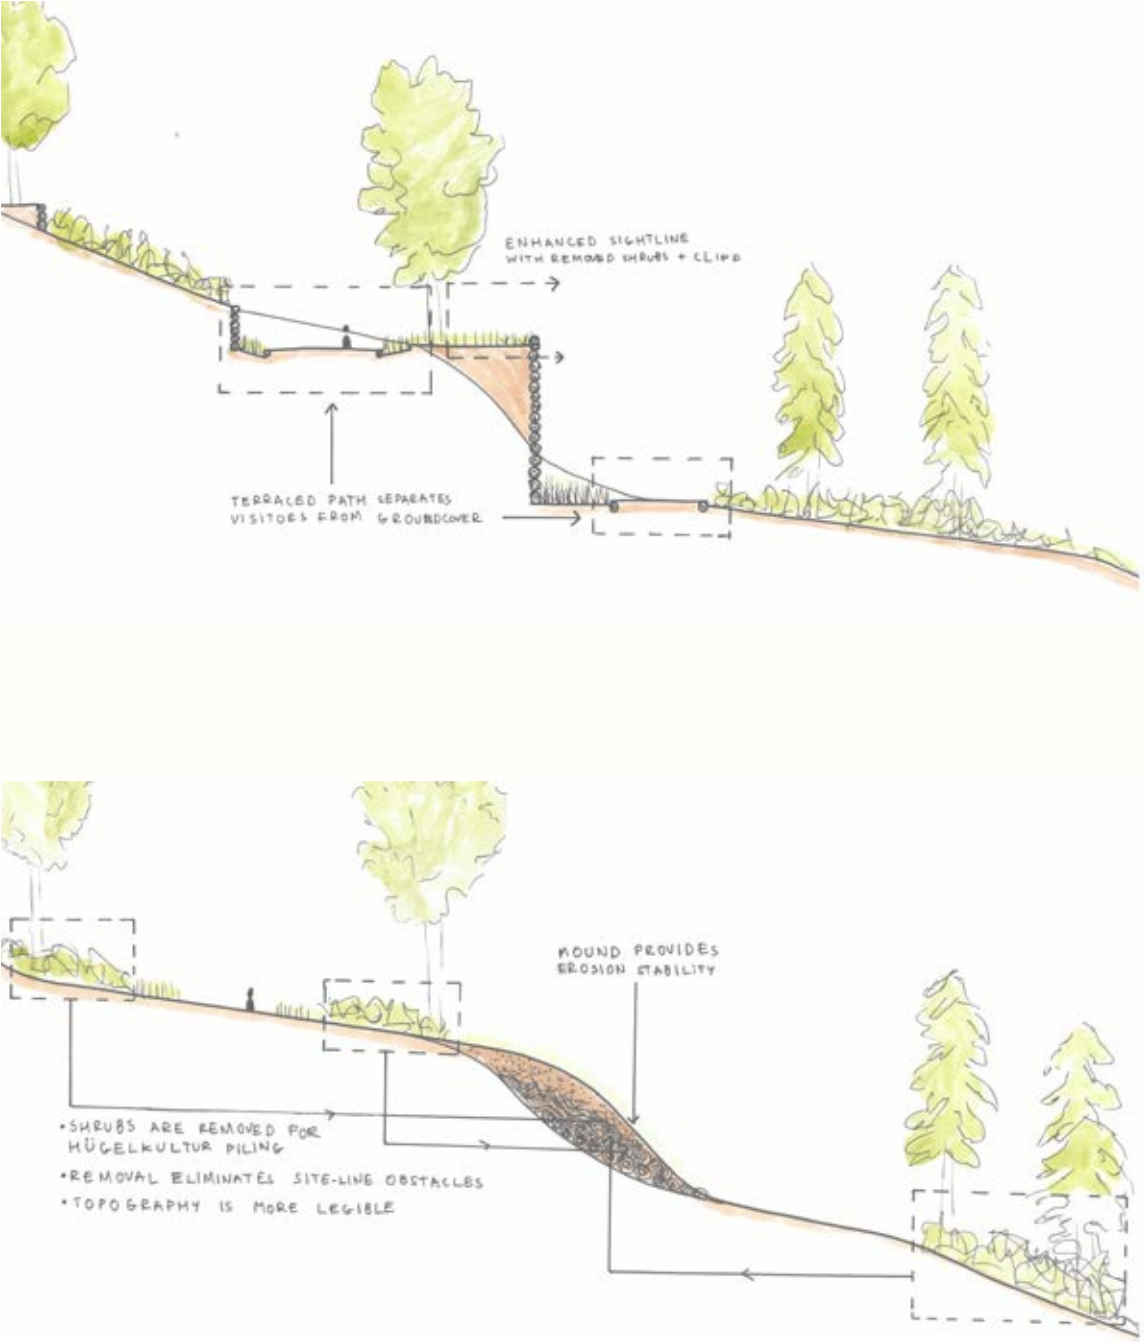 ENHANCED SIGHTLINE
WITH REMOVED SHRUBS + CLIFF
TERRACED PATH SEPARATES
VISITORS FROM GROUNDCOVER
MOUND PROVIDES
EROSION STABILITY
• SHRUBS ARE REMOVED FOR
HÜGELKULTUR PILING
• REMOVAL ELIMINATES SITE-LINE OBSTACLES
• TOPOGRAPHY IS MORE LEGIBLE